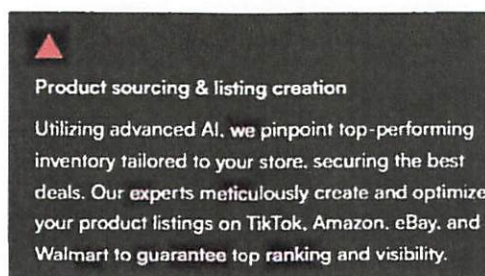 Product sourcing & listing creation
Utilizing advanced AI, we pinpoint top-performing
inventory tailored to your store, securing the best
deals. Our experts meticulously create and optimize
your product listings on TikTok, Amazon, eBay, and
Walmart to guarantee top ranking and visibility.